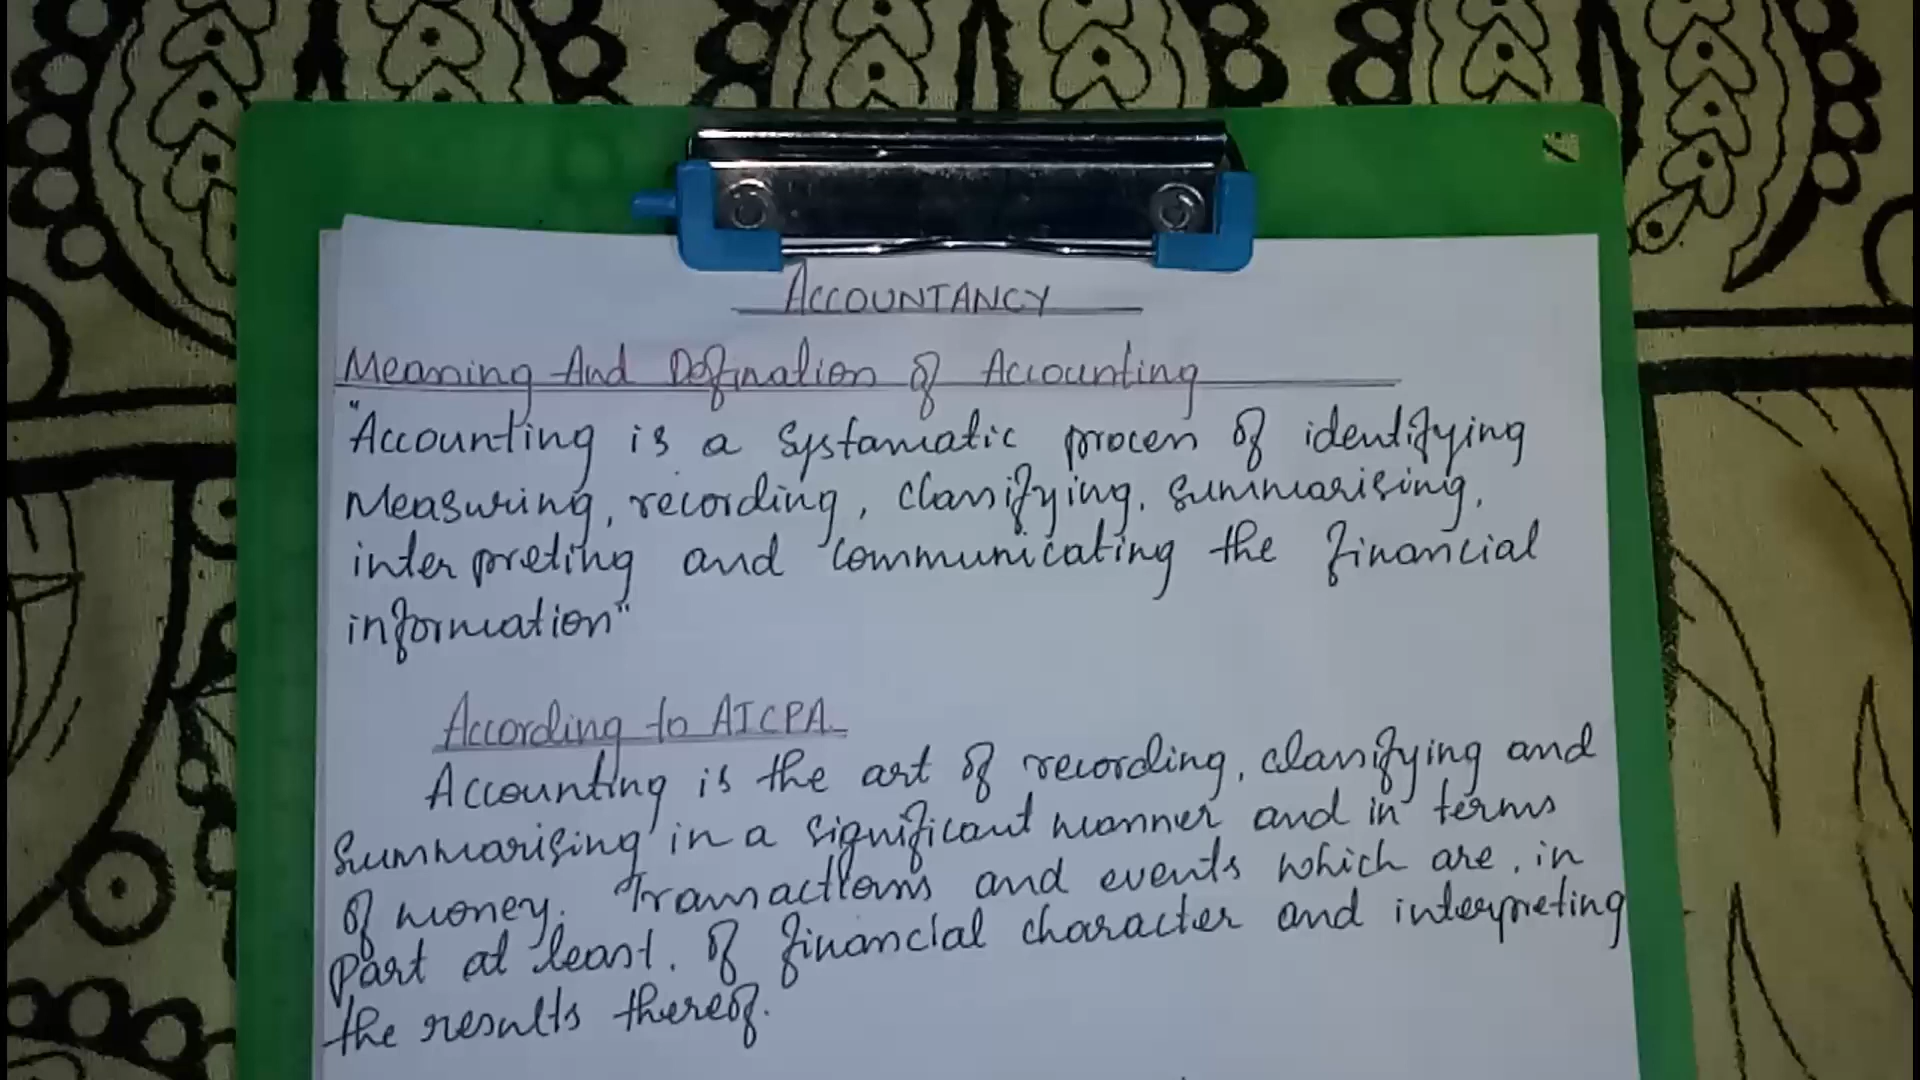 ACCOUNTANCY
Meaning And Defination of Accounting
"Accounting is a Systamatic process of identifying
Measuring, recording, classifying, summarising,
interpreting and communicating the financial
information"
According to AICPA
Accounting is the art of recording, classifying and
Summarising in a significant manner and in terms
of money. Transactions and events which are, in
part at least. of financial character and interpreting
the results thereof.